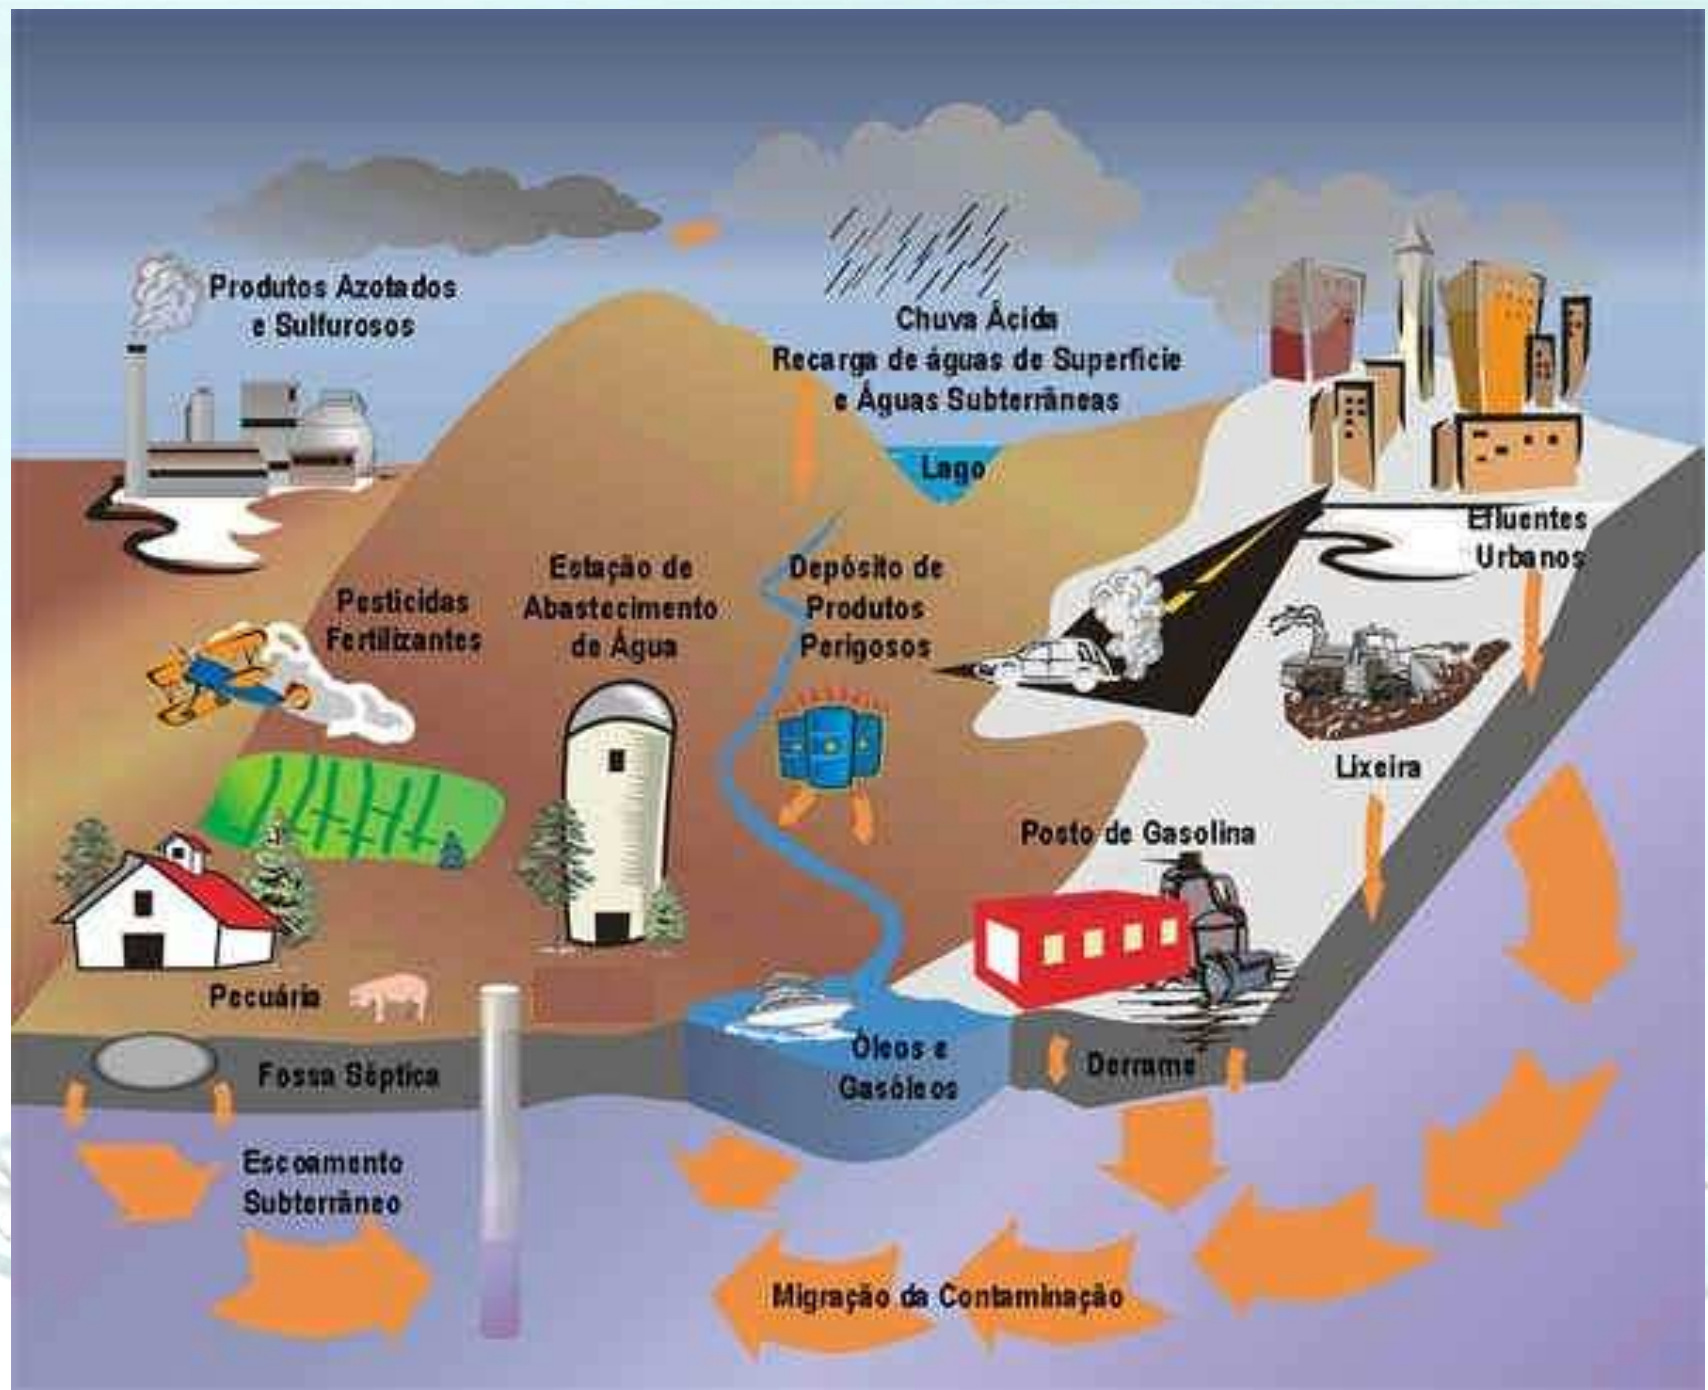 Produtos Azotados
e Sulfurosos
Chuva Ácida
Recarga de águas de Superfície
e Águas Subterrâneas
Lago
Efluentes
Urbanos
Pesticidas
Fertilizantes
Estação de
Abastecimento
de Água
Depósito de
Produtos
Perigosos
Lixeira
Posto de Gasolina
Pecuária
Fossa Séptica
Óleos e
Gasóleos
Derrame
Escoamento
Subterrâneo
Migração da Contaminação